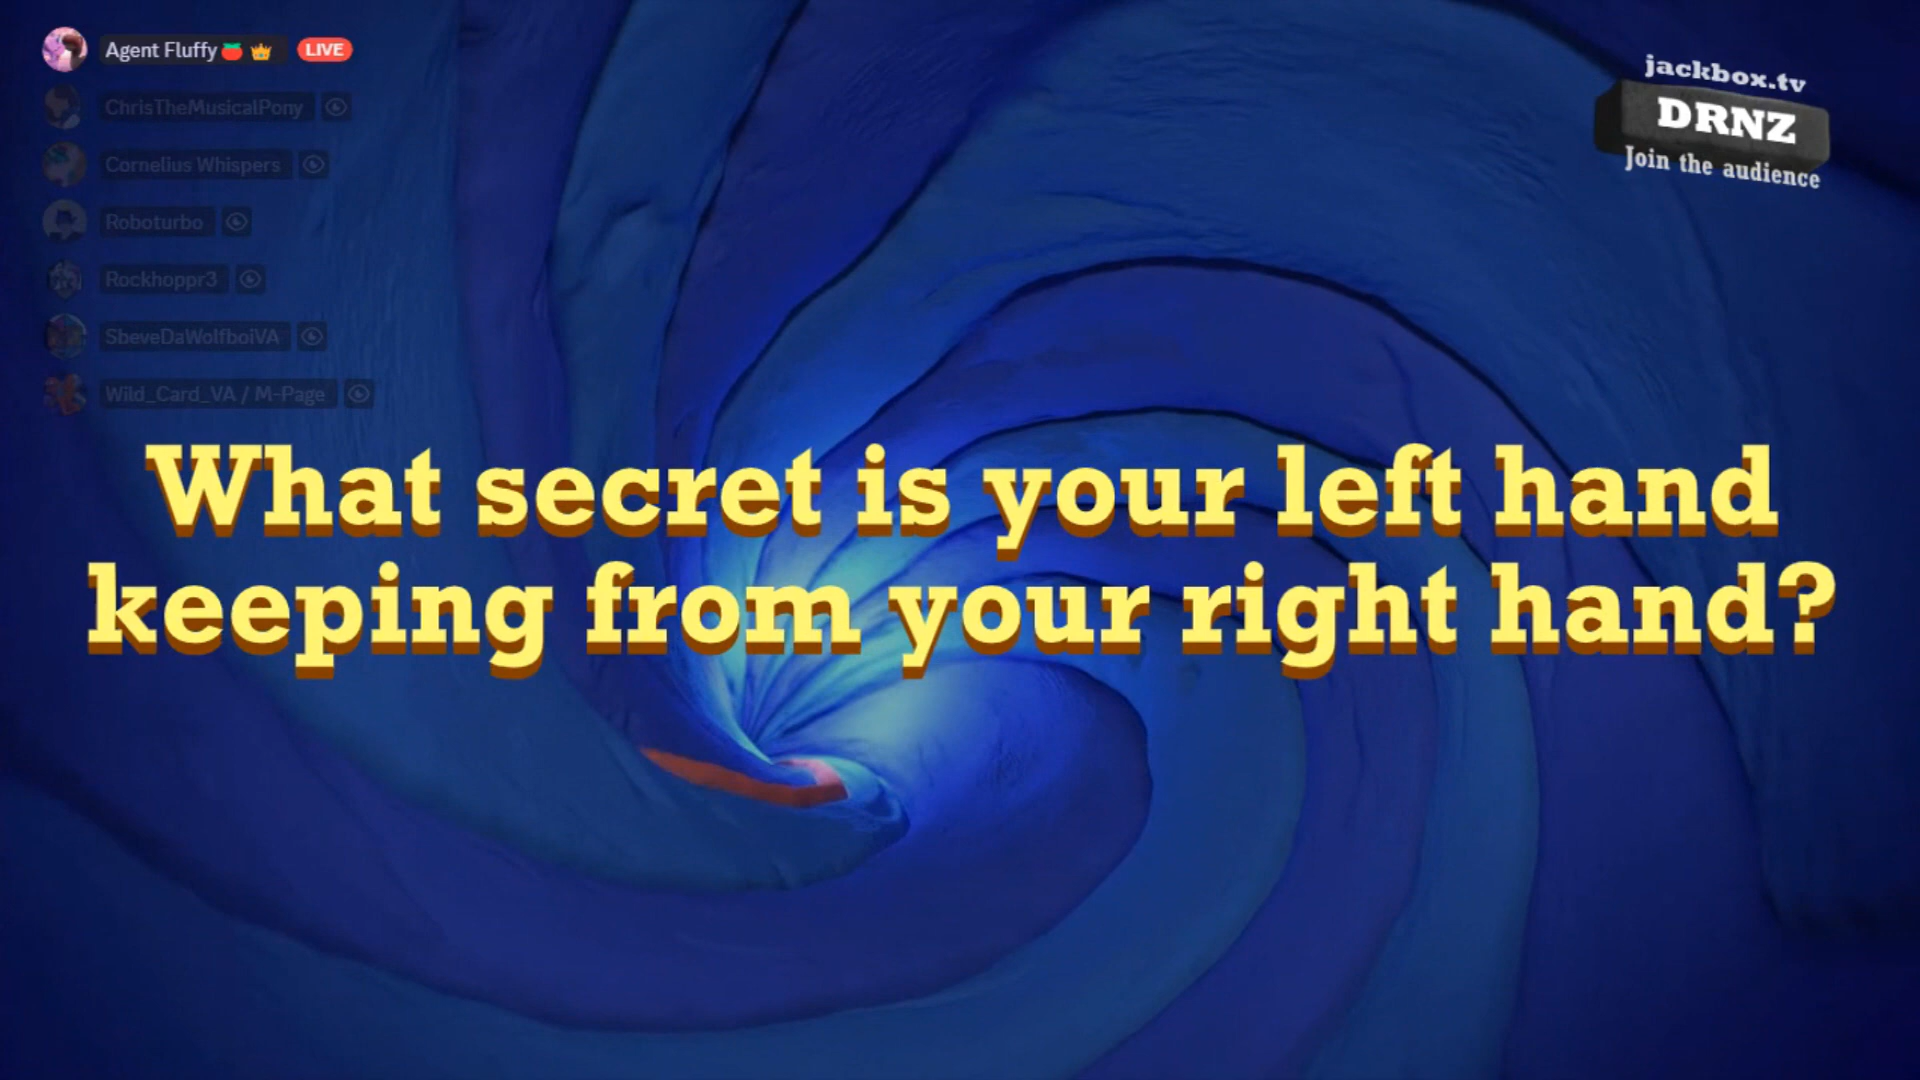 Agent Fluffy🍅👑 LIVE
ChrisTheMusicalPony
Cornelius Whispers
Roboturbo
Rockhoppr3
SbeveDaWolfboiVA
Wild_Card_VA / M-Page
jackbox.tv
DRNZ
Join the audience
What secret is your left hand
keeping from your right hand?